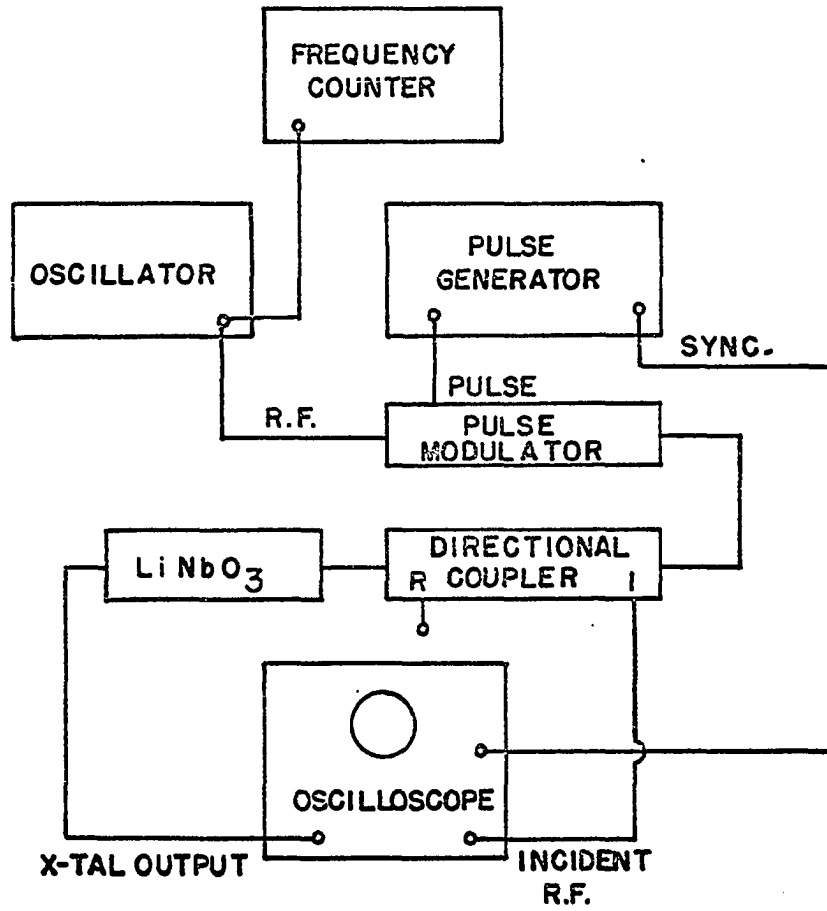 FREQUENCY
COUNTER
OSCILLATOR
PULSE
GENERATOR
SYNC.
PULSE
R.F.
PULSE
MODULATOR
LiNbO3
DIRECTIONAL
COUPLER
R
I
OSCILLOSCOPE
X-TAL OUTPUT
INCIDENT
R.F.